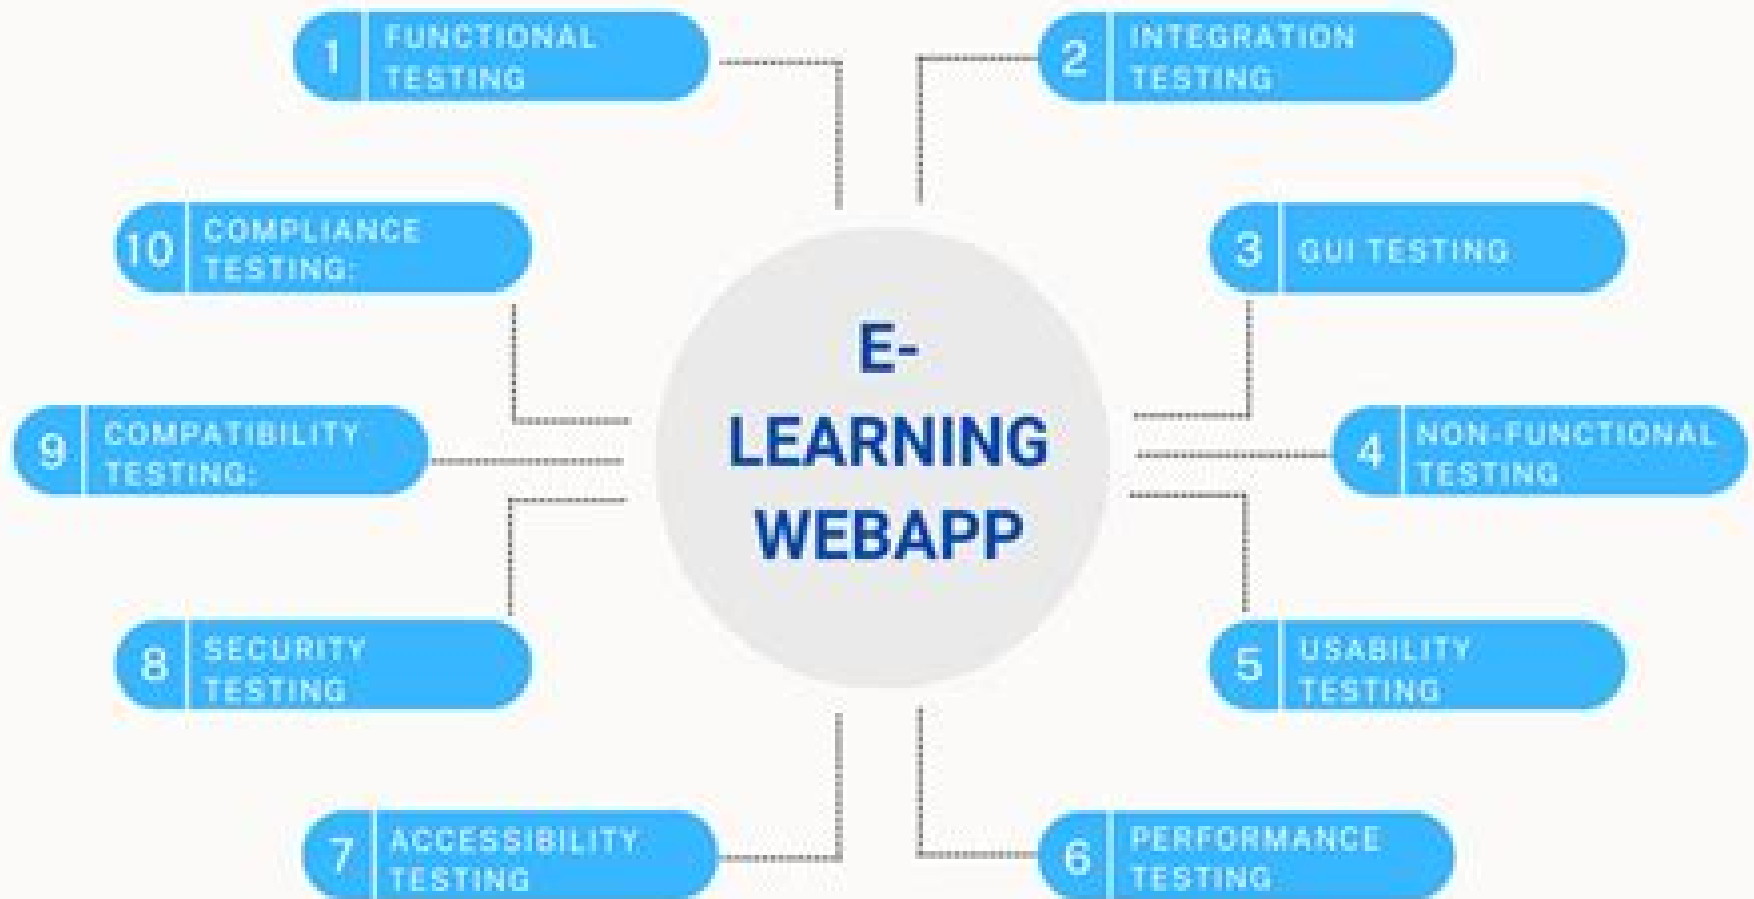 1
FUNCTIONAL
TESTING
2
INTEGRATION
TESTING
10
COMPLIANCE
TESTING:
3
GUI TESTING
E-
LEARNING
WEBAPP
9
COMPATIBILITY
TESTING:
4
NON-FUNCTIONAL
TESTING
8
SECURITY
TESTING
5
USABILITY
TESTING
7
ACCESSIBILITY
TESTING
6
PERFORMANCE
TESTING